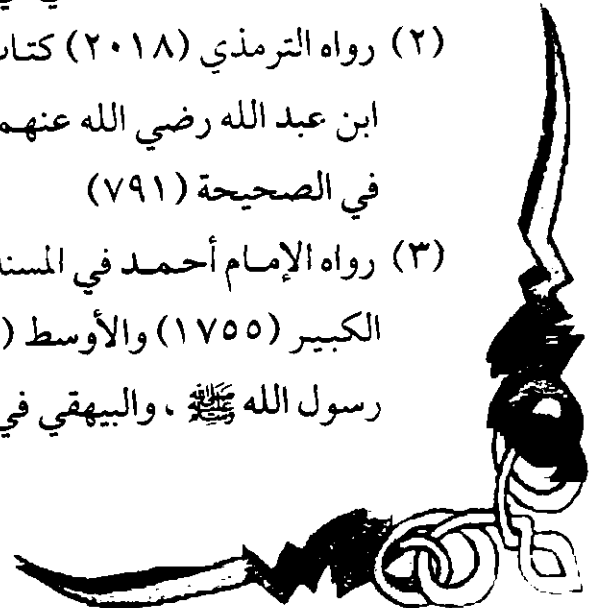 (٢) رواه الترمذي (٢٠١٨) كتا
ابن عبد الله رضي الله عنهم
في الصحيحة (٧٩١)
(٣) رواه الإمام أحمد في المسند
الكبير (١٧٥٥) والأوسط (
رسول الله ﷺ ، والبيهقي في